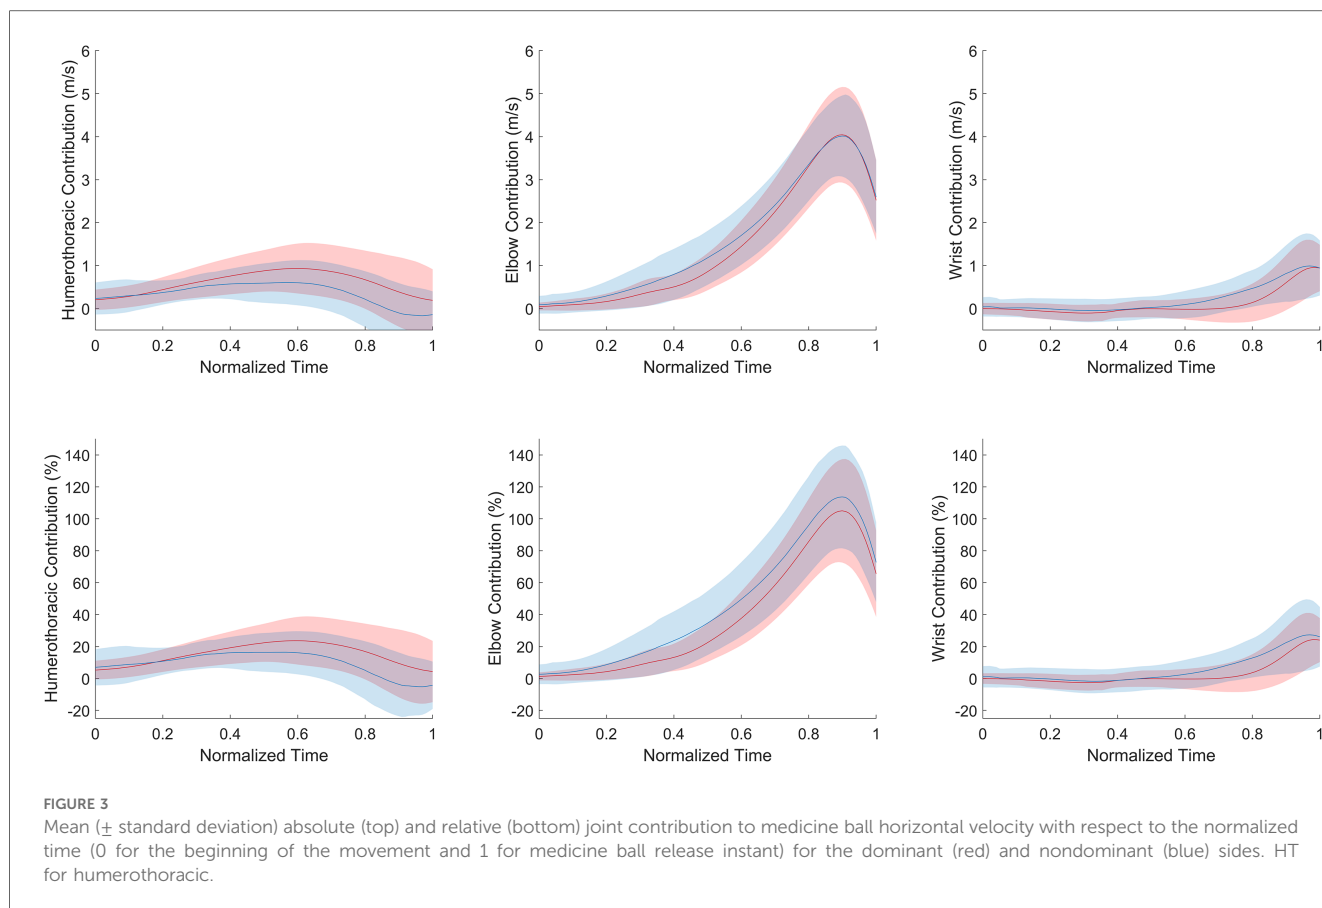 6
5
4
3
2
1
0
Humerothoracic Contribution (m/s)
0 0.2 0.4 0.6 0.8 1
Normalized Time
6
5
4
3
2
1
0
Elbow Contribution (m/s)
0 0.2 0.4 0.6 0.8 1
Normalized Time
6
5
4
3
2
1
0
Wrist Contribution (m/s)
0 0.2 0.4 0.6 0.8 1
Normalized Time
140
120
100
80
60
40
20
0
-20
Humerothoracic Contribution (%)
0 0.2 0.4 0.6 0.8 1
Normalized Time
140
120
100
80
60
40
20
0
-20
Elbow Contribution (%)
0 0.2 0.4 0.6 0.8 1
Normalized Time
140
120
100
80
60
40
20
0
-20
Wrist Contribution (%)
0 0.2 0.4 0.6 0.8 1
Normalized Time
FIGURE 3
Mean (± standard deviation) absolute (top) and relative (bottom) joint contribution to medicine ball horizontal velocity with respect to the normalized
time (0 for the beginning of the movement and 1 for medicine ball release instant) for the dominant (red) and nondominant (blue) sides. HT
for humerothoracic.